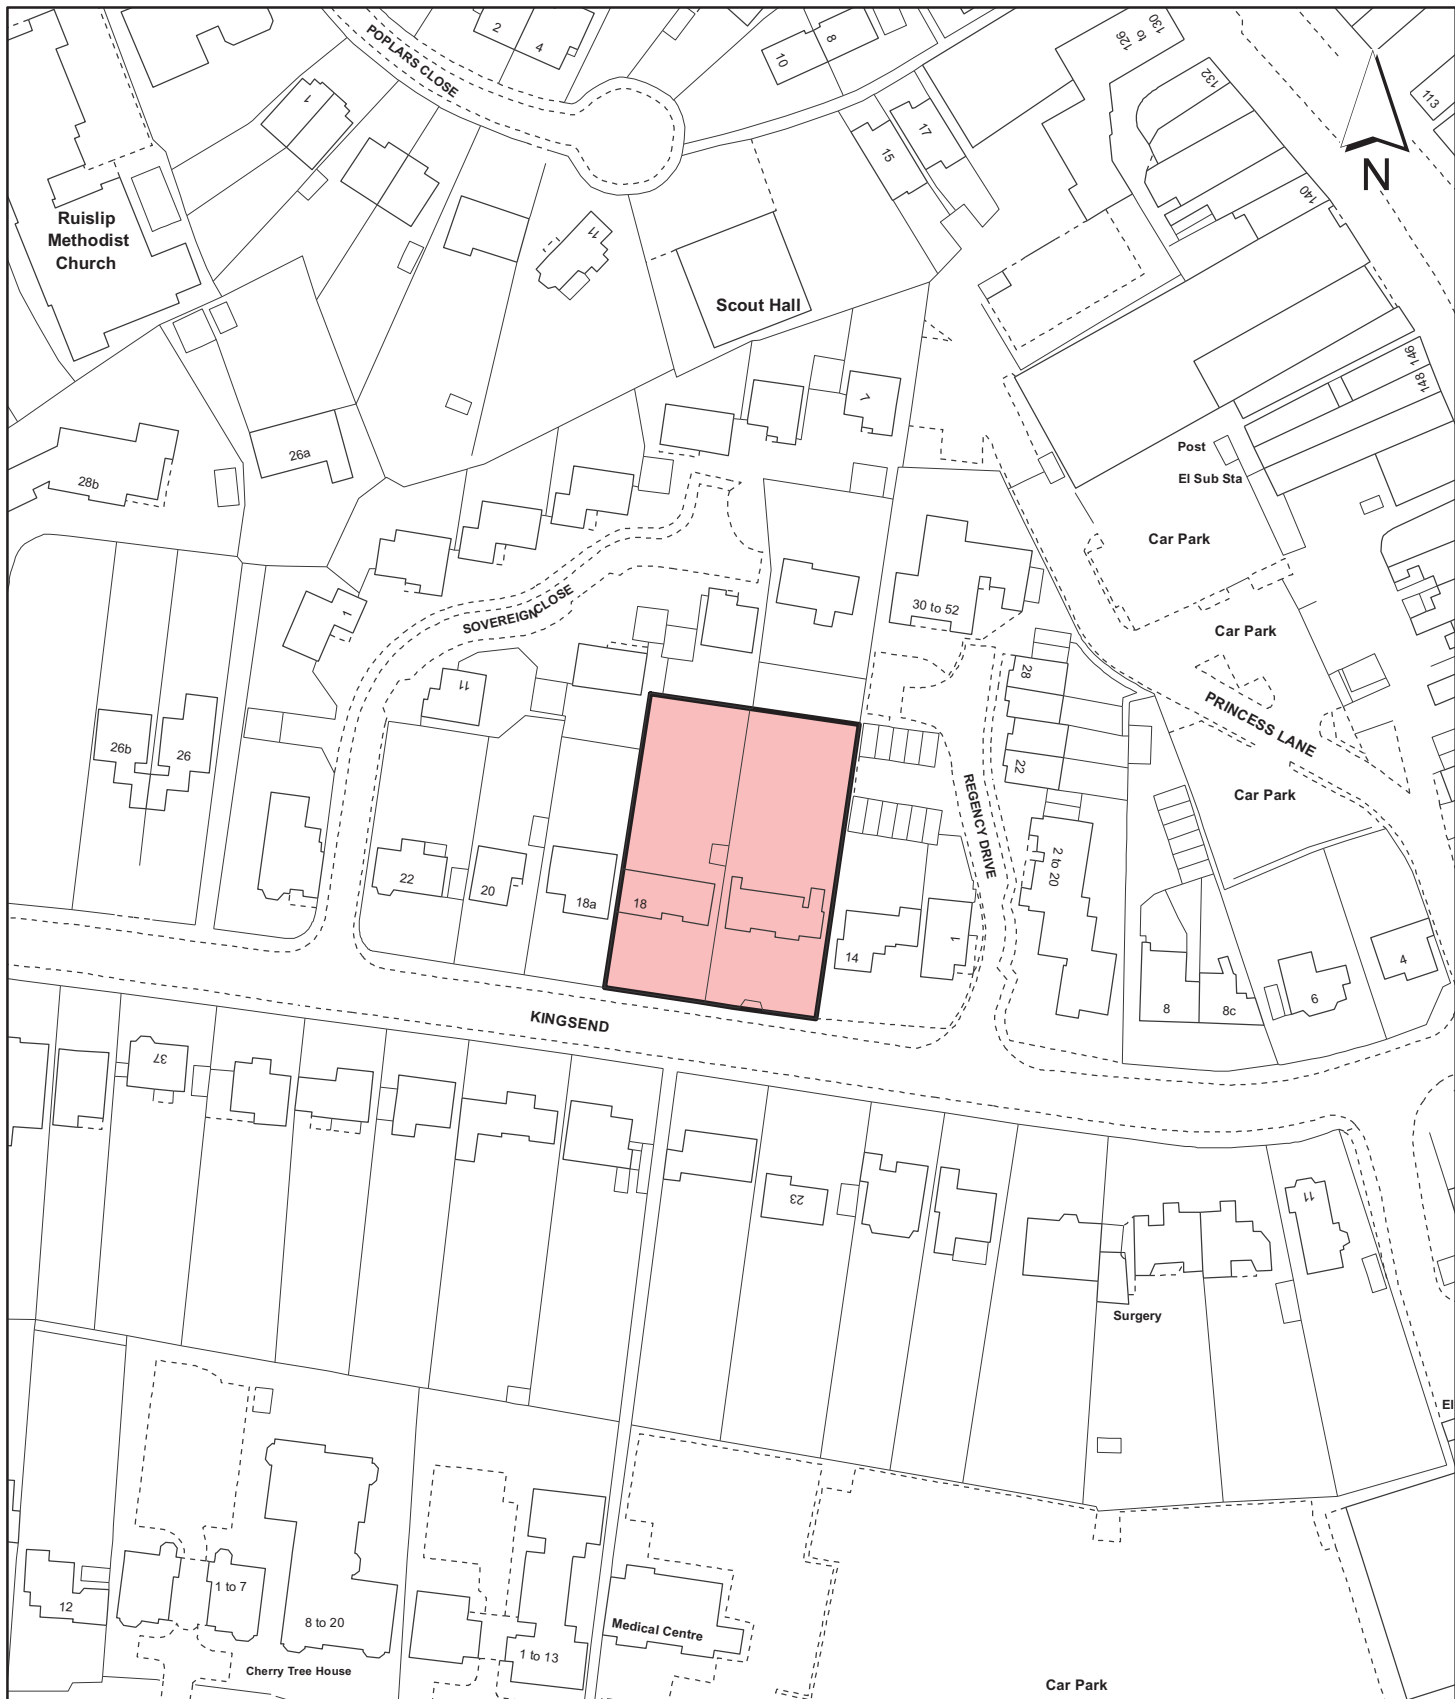 POPLARS CLOSE
2
4
10
8
130
to
126
132
113
1
17
15
N
Ruislip
Methodist
Church
11
140
Scout Hall
146
148
7
26a
28b
Post
El Sub Sta
Car Park
1
SOVEREIGN CLOSE
30 to 52
Car Park
11
28
PRINCESS LANE
26b
26
22
REGENCY DRIVE
Car Park
2 to 20
22
20
18a
18
14
1
4
8
8c
6
KINGSEND
37
23
11
Surgery
El
1 to 7
12
8 to 20
Medical Centre
1 to 13
Cherry Tree House
Car Park